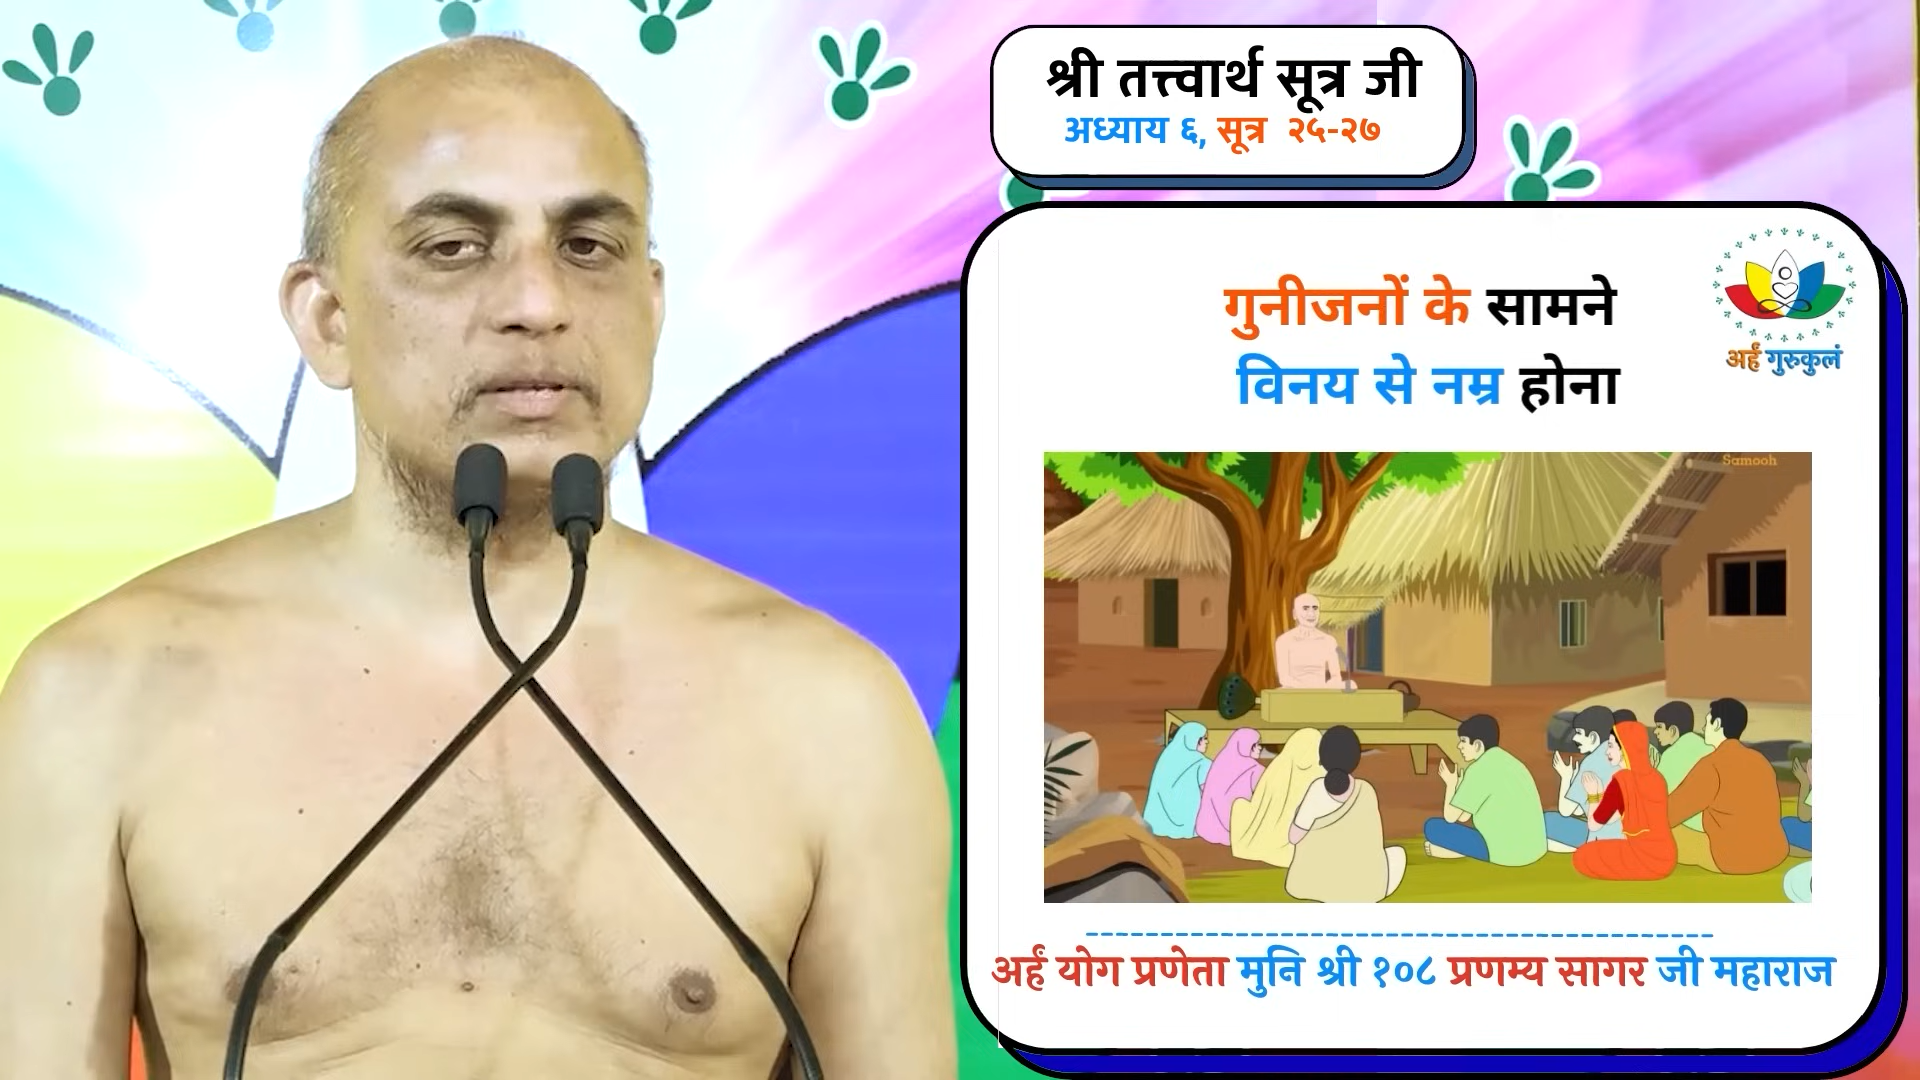 श्री तत्त्वार्थ सूत्र जी
अध्याय ६, सूत्र २५-२७
गुनीजनों के सामने
विनय से नम्र होना
अर्हं गुरुकुलं
Samooh
अर्हं योग प्रणेता मुनि श्री १०८ प्रणम्य सागर जी महाराज